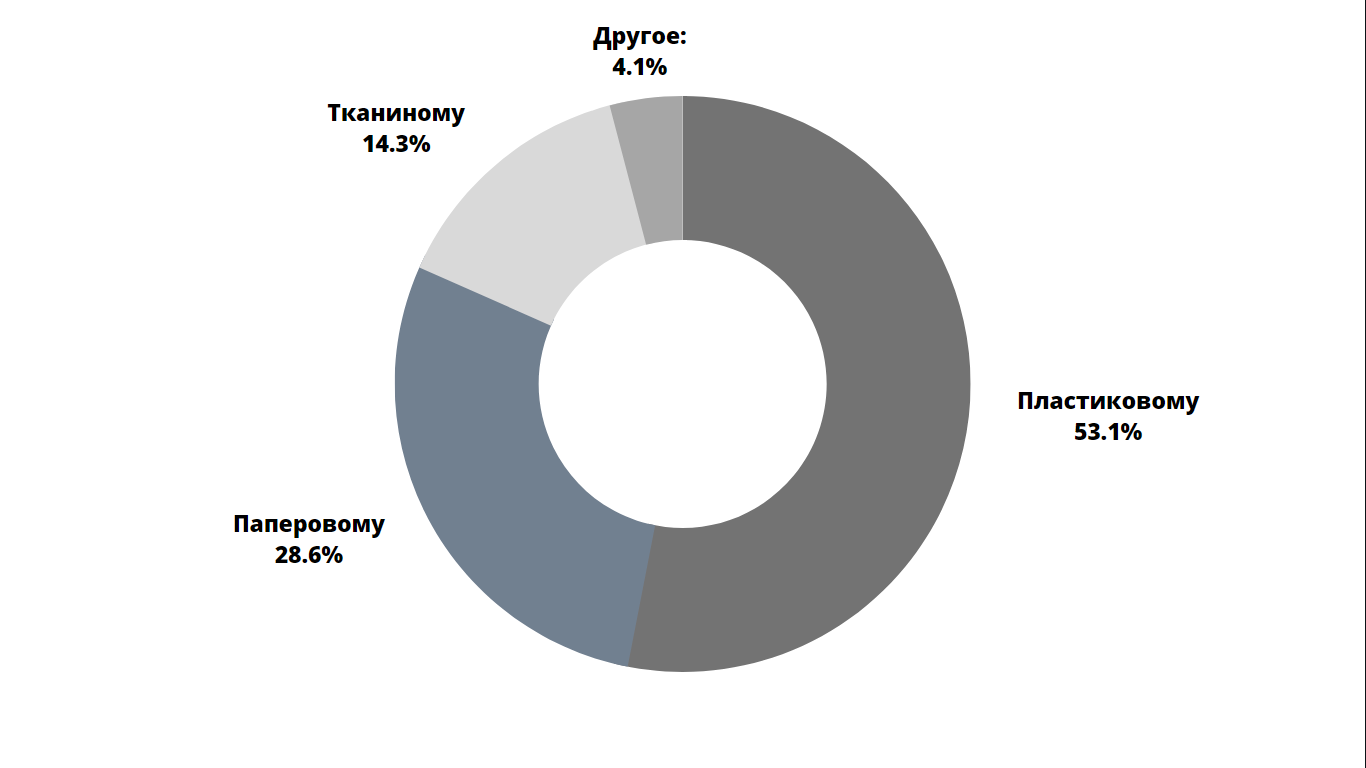 Другое:
4.1%
Тканиному
14.3%
Пластиковому
53.1%
Паперовому
28.6%